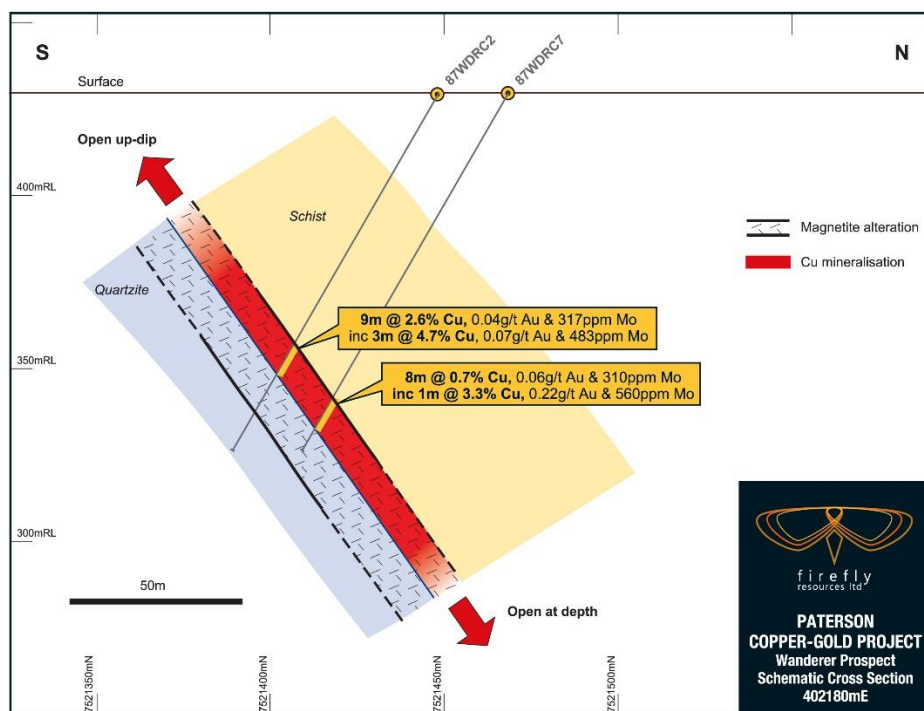 S
N
87WDRC2
87WDRC7
Surface
Open up-dip
400mRL
Schist
Magnetite alteration
Cu mineralisation
Quartzite
9m @ 2.6% Cu, 0.04g/t Au & 317ppm Mo
inc 3m @ 4.7% Cu, 0.07g/t Au & 483ppm Mo
350mRL
8m @ 0.7% Cu, 0.06g/t Au & 310ppm Mo
inc 1m @ 3.3% Cu, 0.22g/t Au & 560ppm Mo
300mRL
50m
Open at depth
7521350mN
7521400mN
7521450mN
7521500mN
firefly
resources ltd
PATERSON
COPPER-GOLD PROJECT
Wanderer Prospect
Schematic Cross Section
402180mE